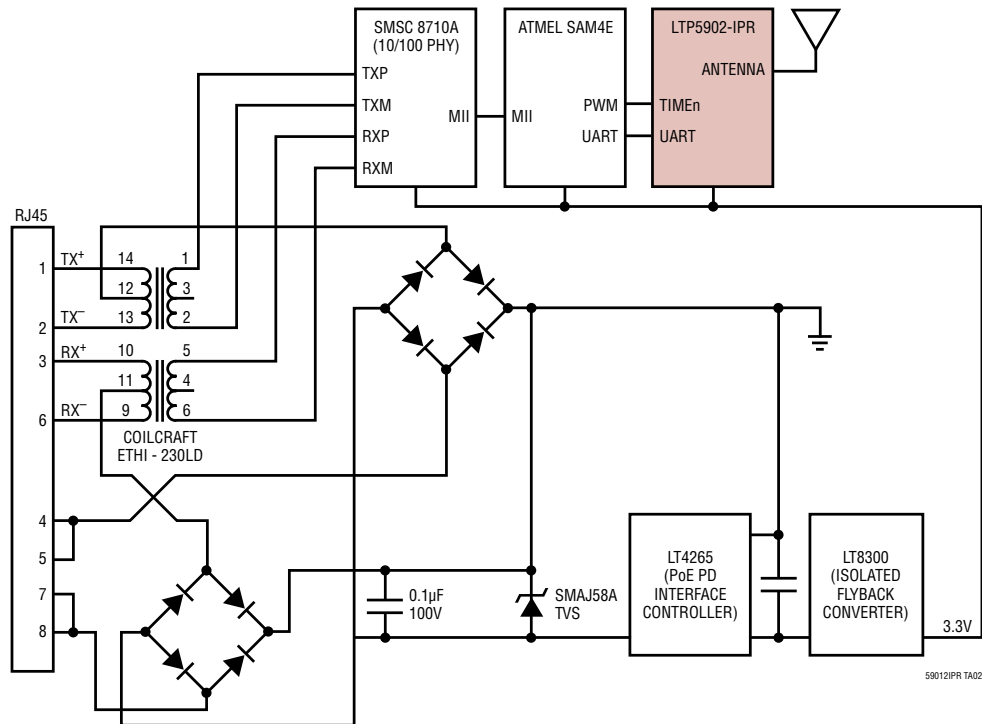 SMSC 8710A
(10/100 PHY)
TXP
TXM
RXP
RXM
MII
ATMEL SAM4E
MII
PWM
UART
LTP5902-IPR
ANTENNA
TIMEn
UART
RJ45
1
TX+
14
1
12
3
2
TX−
13
2
3
RX+
10
5
11
4
6
RX−
9
6
COILCRAFT
ETHI - 230LD
4
5
7
8
0.1µF
100V
SMAJ58A
TVS
LT4265
(PoE PD
INTERFACE
CONTROLLER)
LT8300
(ISOLATED
FLYBACK
CONVERTER)
3.3V
59012IPR TA02